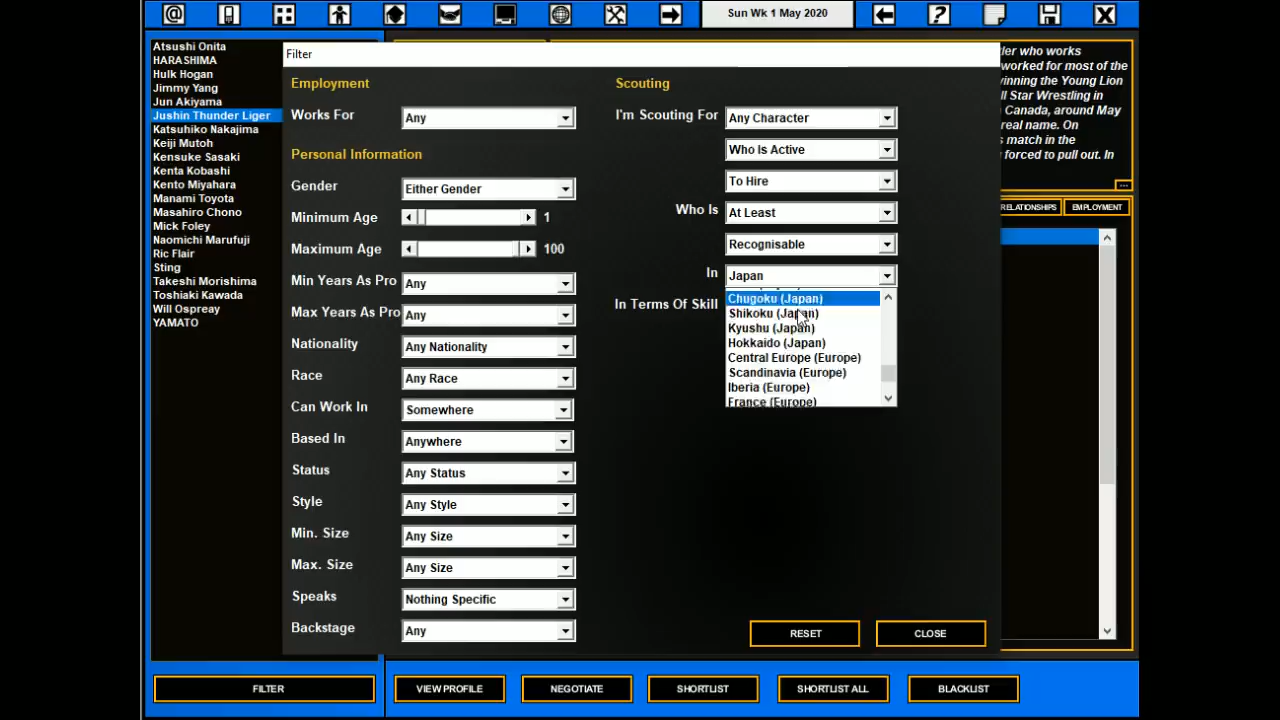 Sun Wk 1 May 2020
Atsushi Onita
HARASHIMA
Hulk Hogan
Jimmy Yang
Jun Akiyama
Jushin Thunder Liger
Katsuhiko Nakajima
Keiji Mutoh
Kensuke Sasaki
Kenta Kobashi
Kento Miyahara
Manami Toyota
Masahiro Chono
Mick Foley
Naomichi Marufuji
Ric Flair
Sting
Takeshi Morishima
Toshiaki Kawada
Will Ospreay
YAMATO
FILTER
Filter
Employment
Works For Any
Personal Information
Gender Either Gender
Minimum Age 1
Maximum Age 100
Min Years As Pro Any
Max Years As Pro Any
Nationality Any Nationality
Race Any Race
Can Work In Somewhere
Based In Anywhere
Status Any Status
Style Any Style
Min. Size Any Size
Max. Size Any Size
Speaks Nothing Specific
Backstage Any
Scouting
I'm Scouting For Any Character
Who Is Active
To Hire
Who Is At Least
Recognisable
In Japan
In Terms Of Skill
Chugoku (Japan)
Shikoku (Japan)
Kyushu (Japan)
Hokkaido (Japan)
Central Europe (Europe)
Scandinavia (Europe)
Iberia (Europe)
France (Europe)
RESET CLOSE
ler who works
worked for most of the
vinning the Young Lion
ll Star Wrestling in
Canada, around May
real name. On
s match in the
forced to pull out. In
...
RELATIONSHIPS EMPLOYMENT
VIEW PROFILE NEGOTIATE SHORTLIST SHORTLIST ALL BLACKLIST